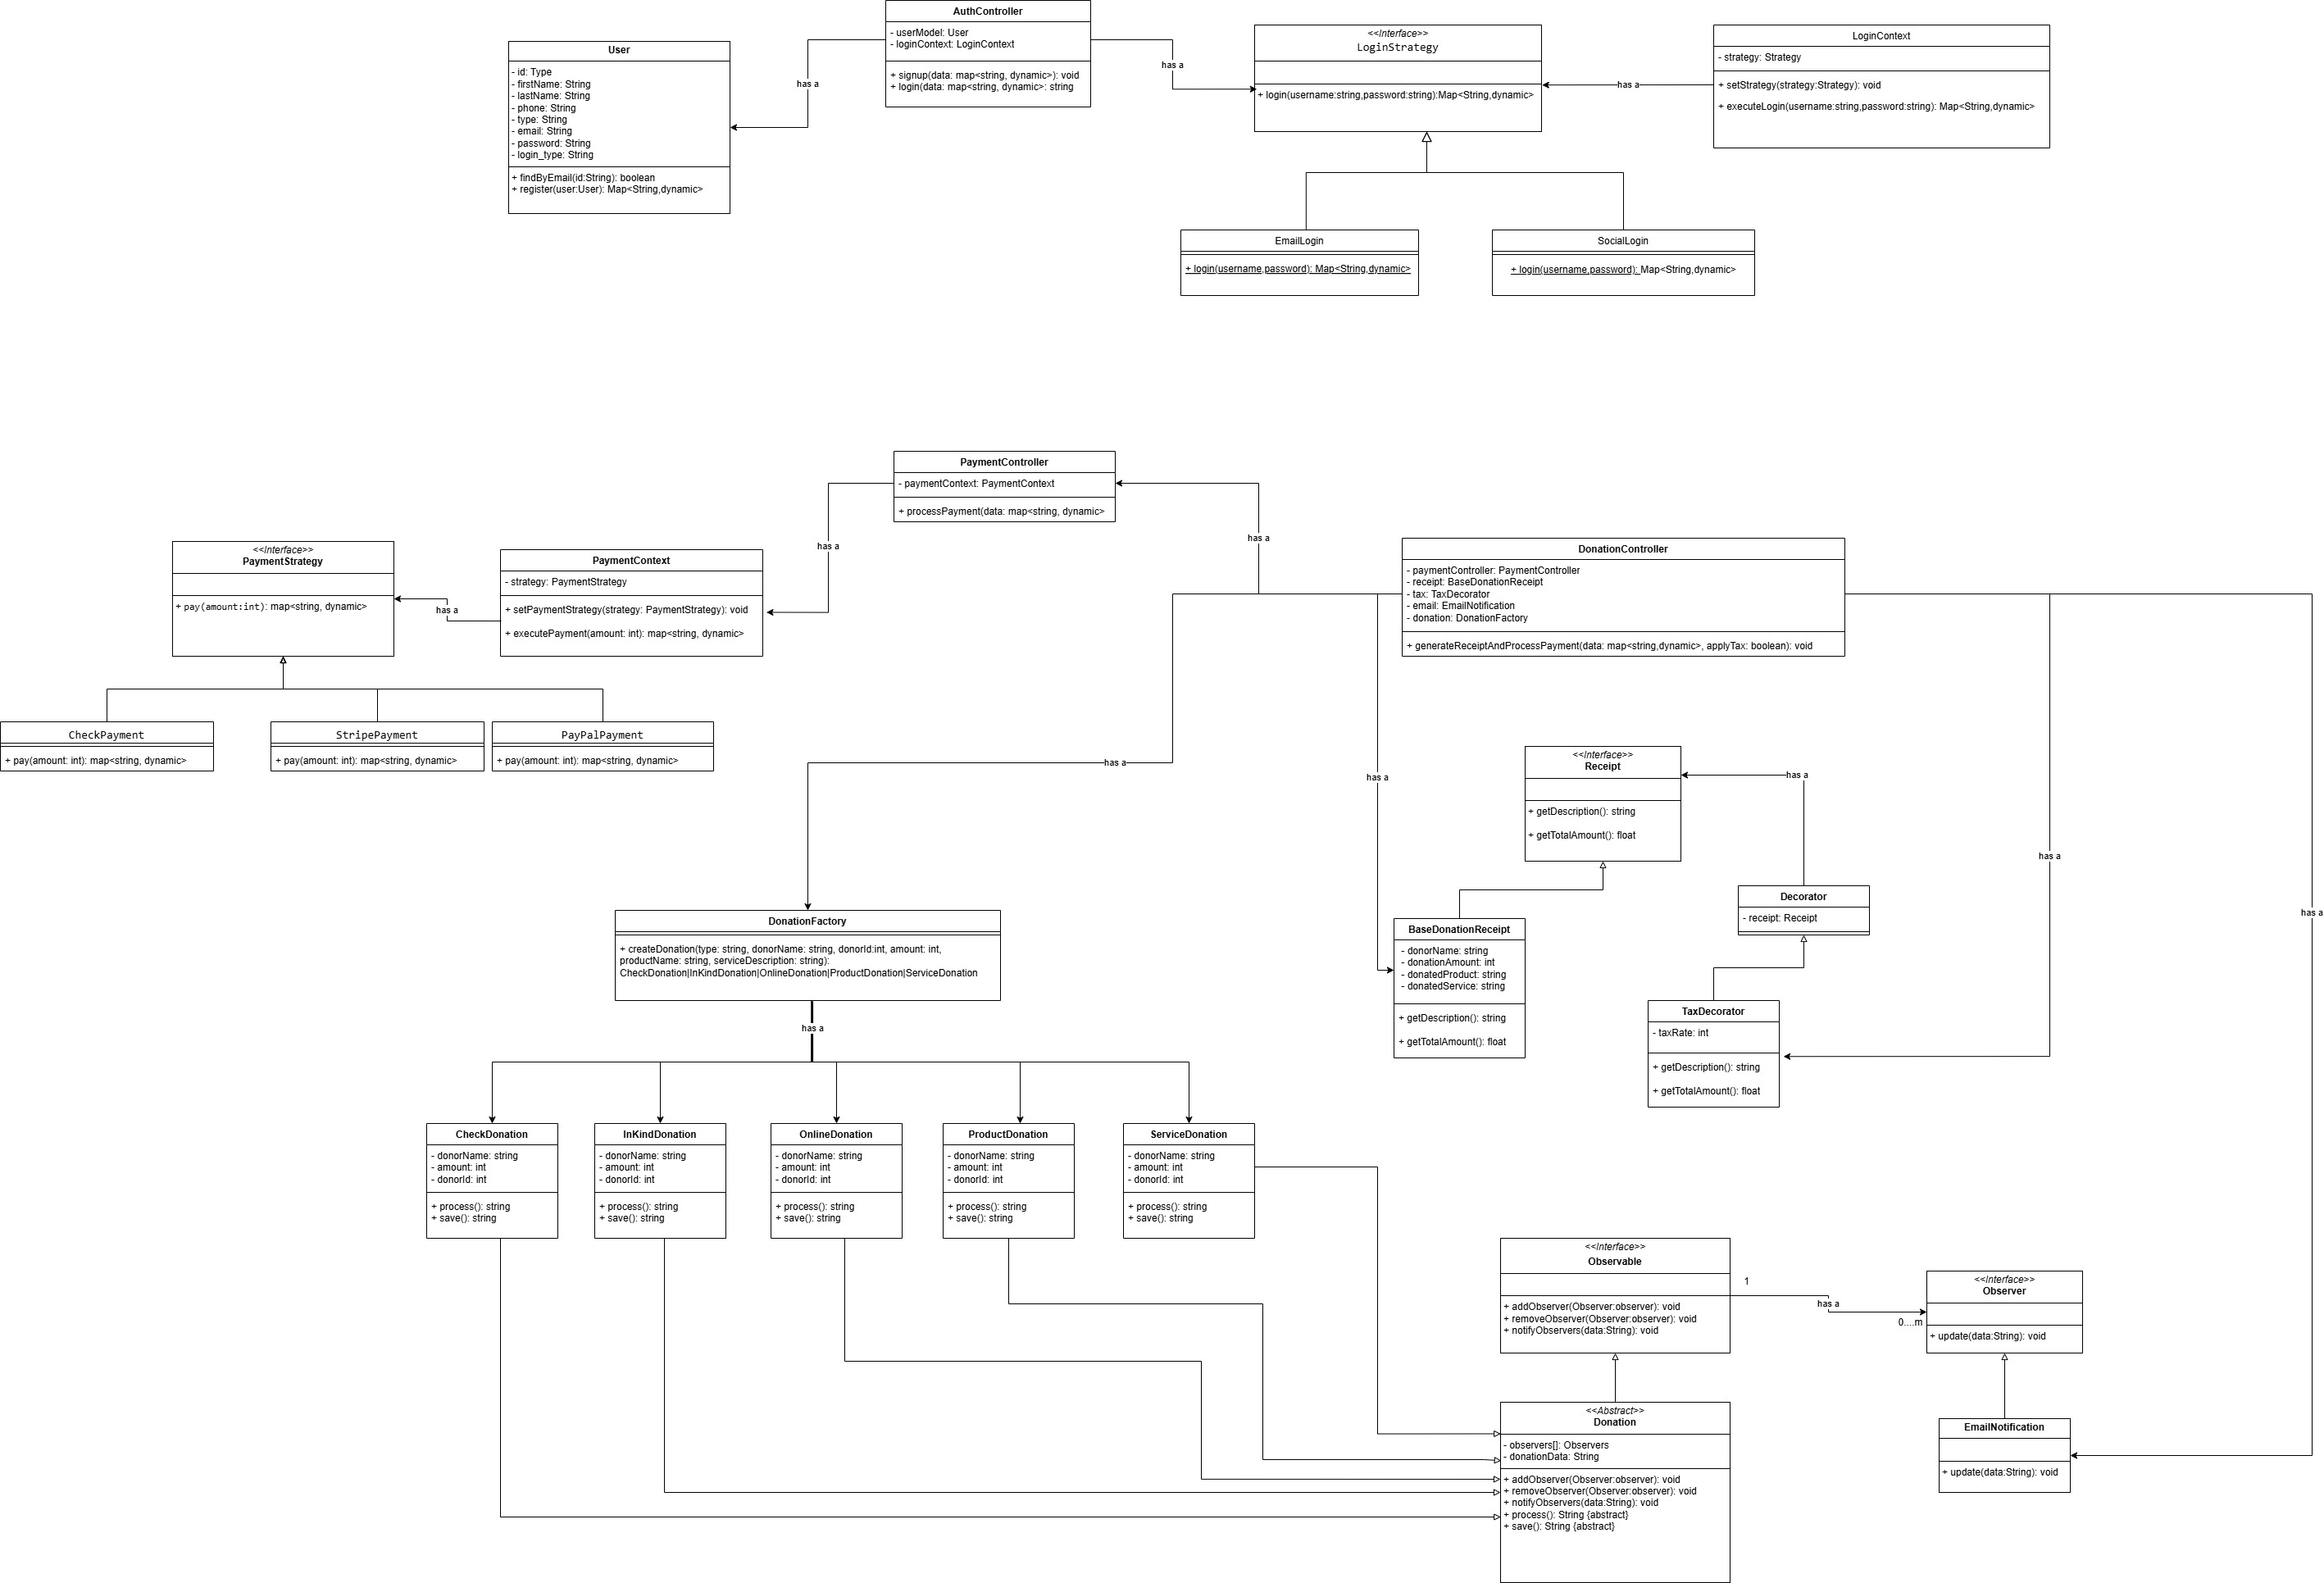 AuthController
- userModel: User
- loginContext: LoginContext
+ signup(data: map<string, dynamic>): void
+ login(data: map<string, dynamic>: string
has a
has a
User
- id: Type
- firstName: String
- lastName: String
- phone: String
- type: String
- email: String
- password: String
- login_type: String
+ findByEmail(id:String): boolean
+ register(user:User): Map<String,dynamic>
<<Interface>>
LoginStrategy
+ login(username:string,password:string):Map<String,dynamic>
has a
LoginContext
- strategy: Strategy
+ setStrategy(strategy:Strategy): void
+ executeLogin(username:string,password:string): Map<String,dynamic>
EmailLogin
+ login(username,password): Map<String,dynamic>
SocialLogin
+ login(username,password): Map<String,dynamic>
PaymentController
- paymentContext: PaymentContext
+ processPayment(data: map<string, dynamic>
has a
has a
<<Interface>>
PaymentStrategy
+ pay(amount:int): map<string, dynamic>
has a
PaymentContext
- strategy: PaymentStrategy
+ setPaymentStrategy(strategy: PaymentStrategy): void
+ executePayment(amount: int): map<string, dynamic>
DonationController
- paymentController: PaymentController
- receipt: BaseDonationReceipt
- tax: TaxDecorator
- email: EmailNotification
- donation: DonationFactory
+ generateReceiptAndProcessPayment(data: map<string,dynamic>, applyTax: boolean): void
CheckPayment
+ pay(amount: int): map<string, dynamic>
StripePayment
+ pay(amount: int): map<string, dynamic>
PayPalPayment
+ pay(amount: int): map<string, dynamic>
has a
has a
<<Interface>>
Receipt
+ getDescription(): string
+ getTotalAmount(): float
has a
has a
has a
Decorator
- receipt: Receipt
DonationFactory
+ createDonation(type: string, donorName: string, donorId:int, amount: int,
productName: string, serviceDescription: string):
CheckDonation|InKindDonation|OnlineDonation|ProductDonation|ServiceDonation
has a
BaseDonationReceipt
- donorName: string
- donationAmount: int
- donatedProduct: string
- donatedService: string
+ getDescription(): string
+ getTotalAmount(): float
TaxDecorator
- taxRate: int
+ getDescription(): string
+ getTotalAmount(): float
CheckDonation
- donorName: string
- amount: int
- donorId: int
+ process(): string
+ save(): string
InKindDonation
- donorName: string
- amount: int
- donorId: int
+ process(): string
+ save(): string
OnlineDonation
- donorName: string
- amount: int
- donorId: int
+ process(): string
+ save(): string
ProductDonation
- donorName: string
- amount: int
- donorId: int
+ process(): string
+ save(): string
ServiceDonation
- donorName: string
- amount: int
- donorId: int
+ process(): string
+ save(): string
<<Interface>>
Observable
+ addObserver(Observer:observer): void
+ removeObserver(Observer:observer): void
+ notifyObservers(data:String): void
1
has a
0....m
<<Interface>>
Observer
+ update(data:String): void
<<Abstract>>
Donation
- observers[]: Observers
- donationData: String
+ addObserver(Observer:observer): void
+ removeObserver(Observer:observer): void
+ notifyObservers(data:String): void
+ process(): String {abstract}
+ save(): String {abstract}
EmailNotification
+ update(data:String): void